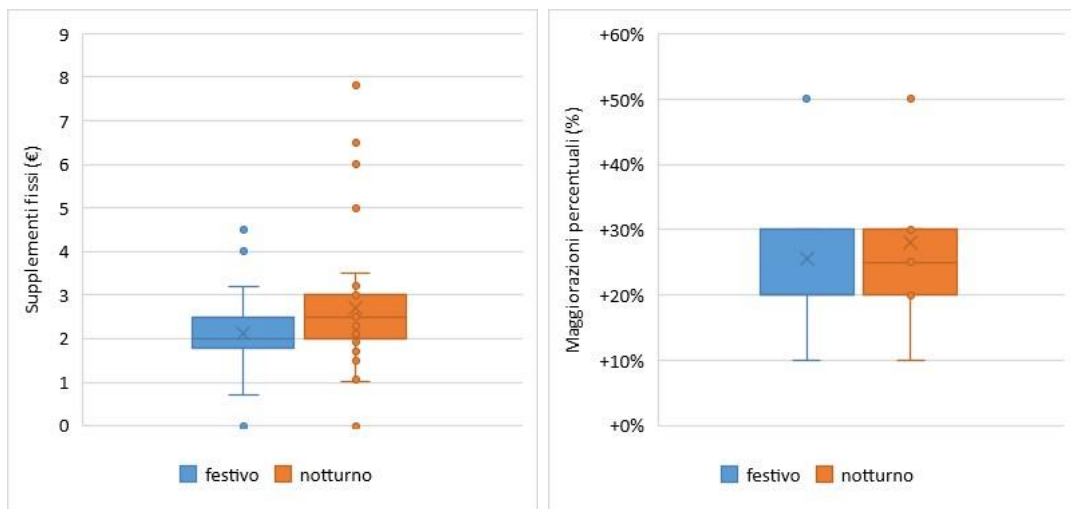 Supplementi fissi (€)
9
8
7
6
5
4
3
2
1
0
festivo
notturno
Maggiorazioni percentuali (%)
+60%
+50%
+40%
+30%
+20%
+10%
+0%
festivo
notturno